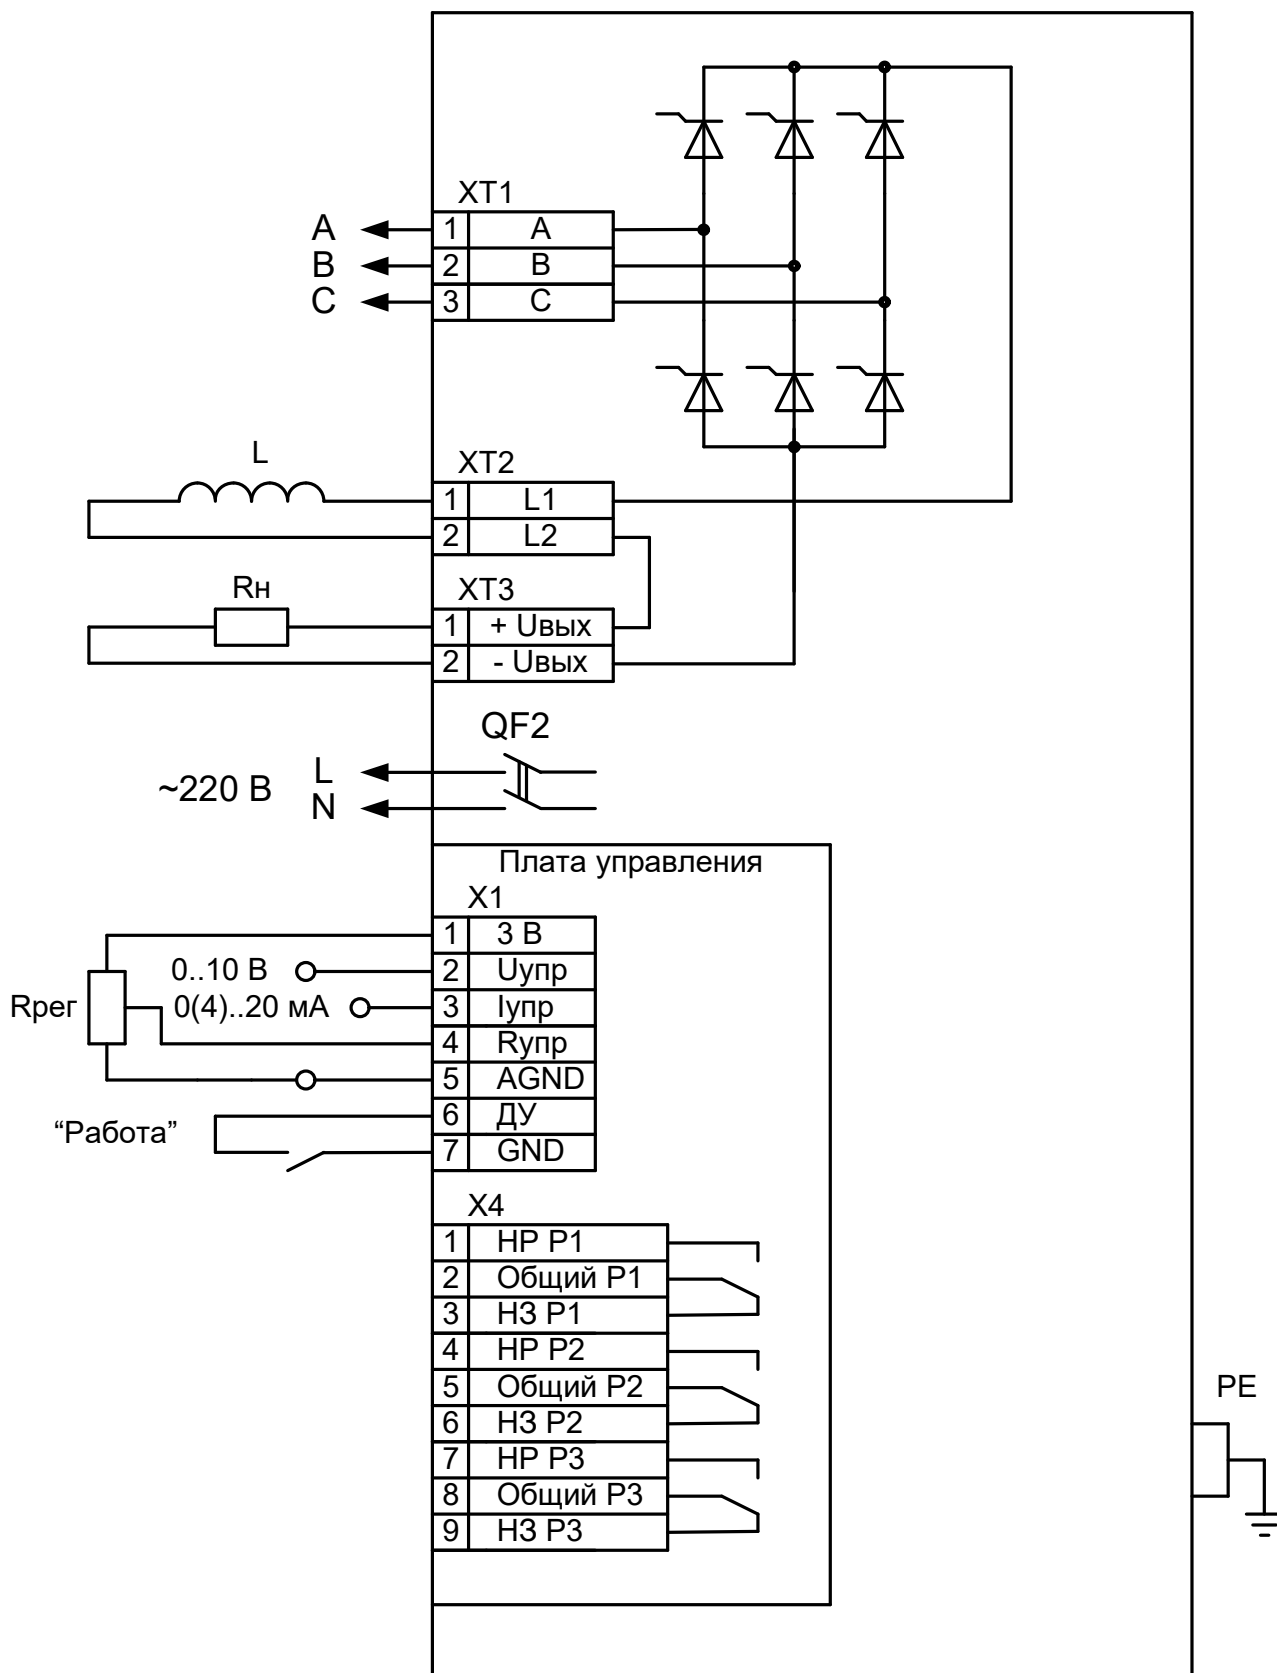 XT1
A 1 A
B 2 B
C 3 C
L
XT2
1 L1
2 L2
Rн
XT3
1 + Uвых
2 - Uвых
QF2
~220 В
L
N
Плата управления
X1
1 3 В
0..10 В 2 Uупр
Rрег 0(4)..20 мА 3 Iупр
4 Rупр
5 AGND
6 ДУ
“Работа”
7 GND
X4
1 НР Р1
2 Общий Р1
3 НЗ Р1
4 НР Р2
5 Общий Р2
6 НЗ Р2
7 НР Р3
8 Общий Р3
9 НЗ Р3
PE